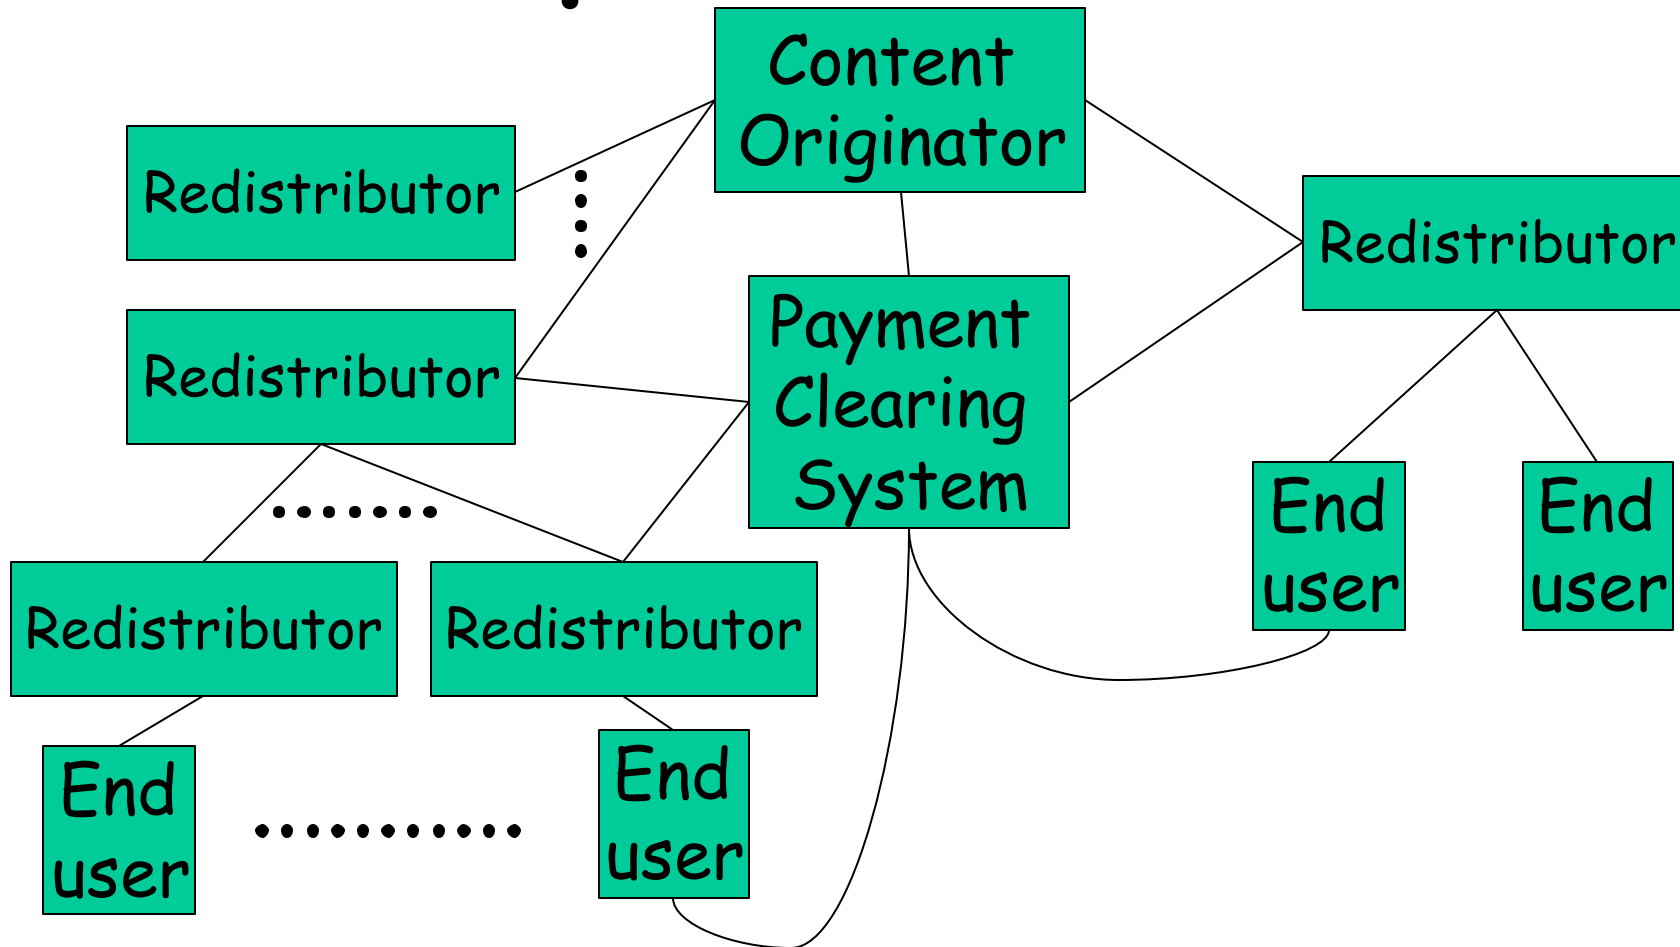 Content
Originator
Redistributor
Redistributor
Redistributor
Payment
Clearing
System
Redistributor
Redistributor
End
user
End
user
End
user
End
user